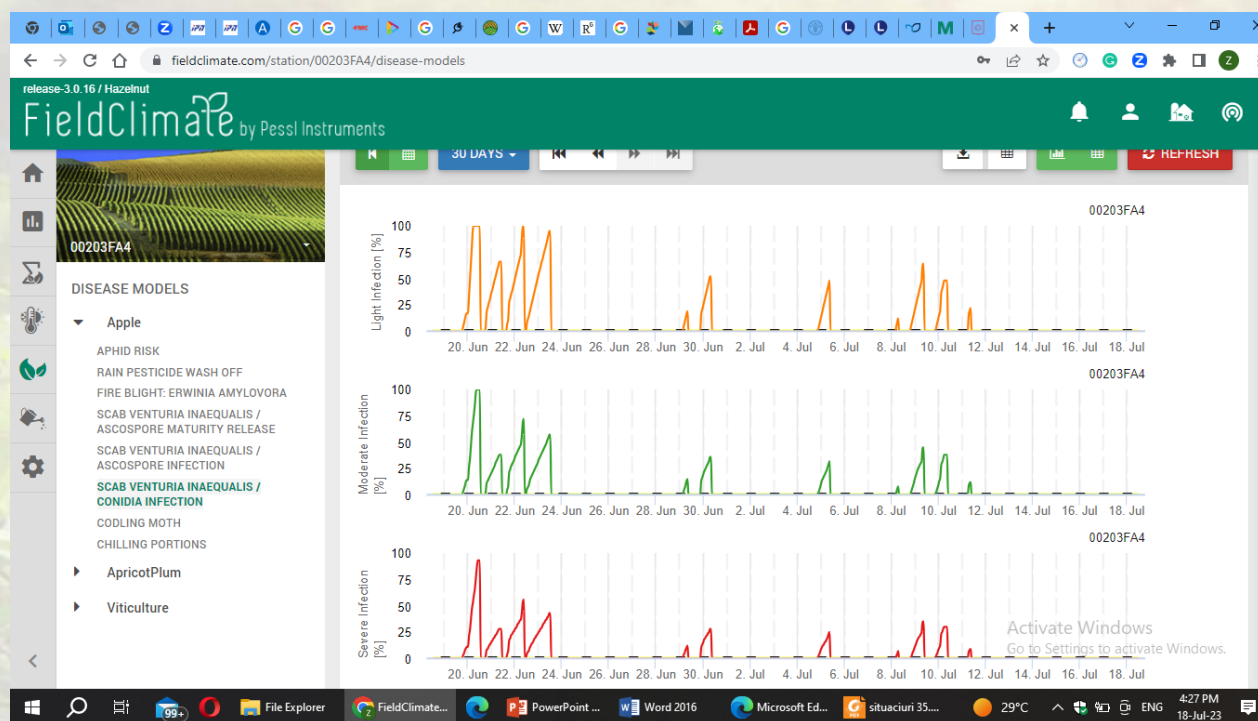 fieldclimate.com/station/00203FA4/disease-models
Z
release-3.0.16 / Hazelnut
FieldClimate by Pessl Instruments
30 DAYS
REFRESH
00203FA4
DISEASE MODELS
Apple
APHID RISK
RAIN PESTICIDE WASH OFF
FIRE BLIGHT: ERWINIA AMYLOVORA
SCAB VENTURIA INAEQUALIS /
ASCOSPORE MATURITY RELEASE
SCAB VENTURIA INAEQUALIS /
ASCOSPORE INFECTION
SCAB VENTURIA INAEQUALIS /
CONIDIA INFECTION
CODLING MOTH
CHILLING PORTIONS
ApricotPlum
Viticulture
00203FA4
Light Infection [%]
100
75
50
25
0
20. Jun 22. Jun 24. Jun 26. Jun 28. Jun 30. Jun 2. Jul 4. Jul 6. Jul 8. Jul 10. Jul 12. Jul 14. Jul 16. Jul 18. Jul
00203FA4
Moderate Infection
[%]
100
75
50
25
0
20. Jun 22. Jun 24. Jun 26. Jun 28. Jun 30. Jun 2. Jul 4. Jul 6. Jul 8. Jul 10. Jul 12. Jul 14. Jul 16. Jul 18. Jul
00203FA4
Severe Infection
[%]
100
75
50
25
0
20. Jun 22. Jun 24. Jun 26. Jun 28. Jun 30. Jun 2. Jul 4. Jul 6. Jul 8. Jul 10. Jul 12. Jul 14. Jul 16. Jul 18. Jul
Activate Windows
Go to Settings to activate Windows.
99+
File Explorer
FieldClimate...
PowerPoint ...
Word 2016
Microsoft Ed...
situaciuri 35....
29°C
ENG
4:27 PM
18-Jul-23